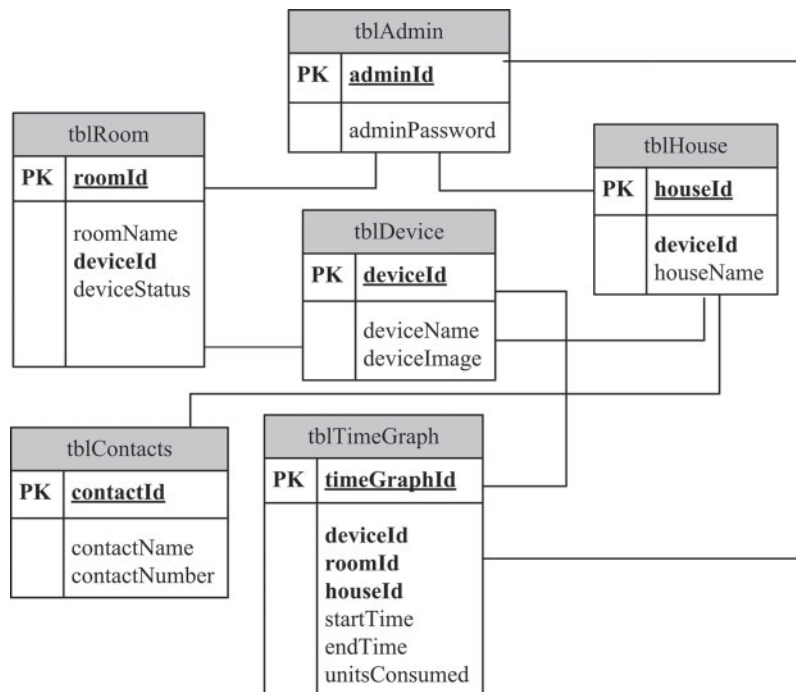 tblAdmin
PK adminId
adminPassword
tblRoom
PK roomId
roomName
deviceId
deviceStatus
tblHouse
PK houseId
deviceId
houseName
tblDevice
PK deviceId
deviceName
deviceImage
tblContacts
PK contactId
contactName
contactNumber
tblTimeGraph
PK timeGraphId
deviceId
roomId
houseId
startTime
endTime
unitsConsumed